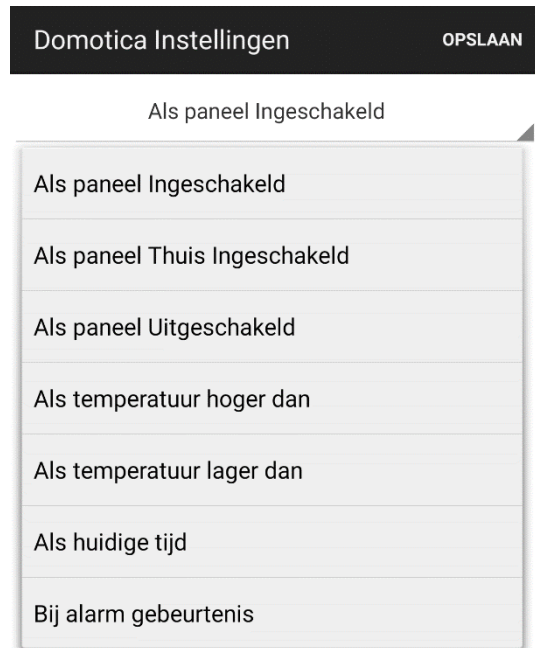 Domotica Instellingen OPSLAAN
Als paneel Ingeschakeld
Als paneel Ingeschakeld
Als paneel Thuis Ingeschakeld
Als paneel Uitgeschakeld
Als temperatuur hoger dan
Als temperatuur lager dan
Als huidige tijd
Bij alarm gebeurtenis